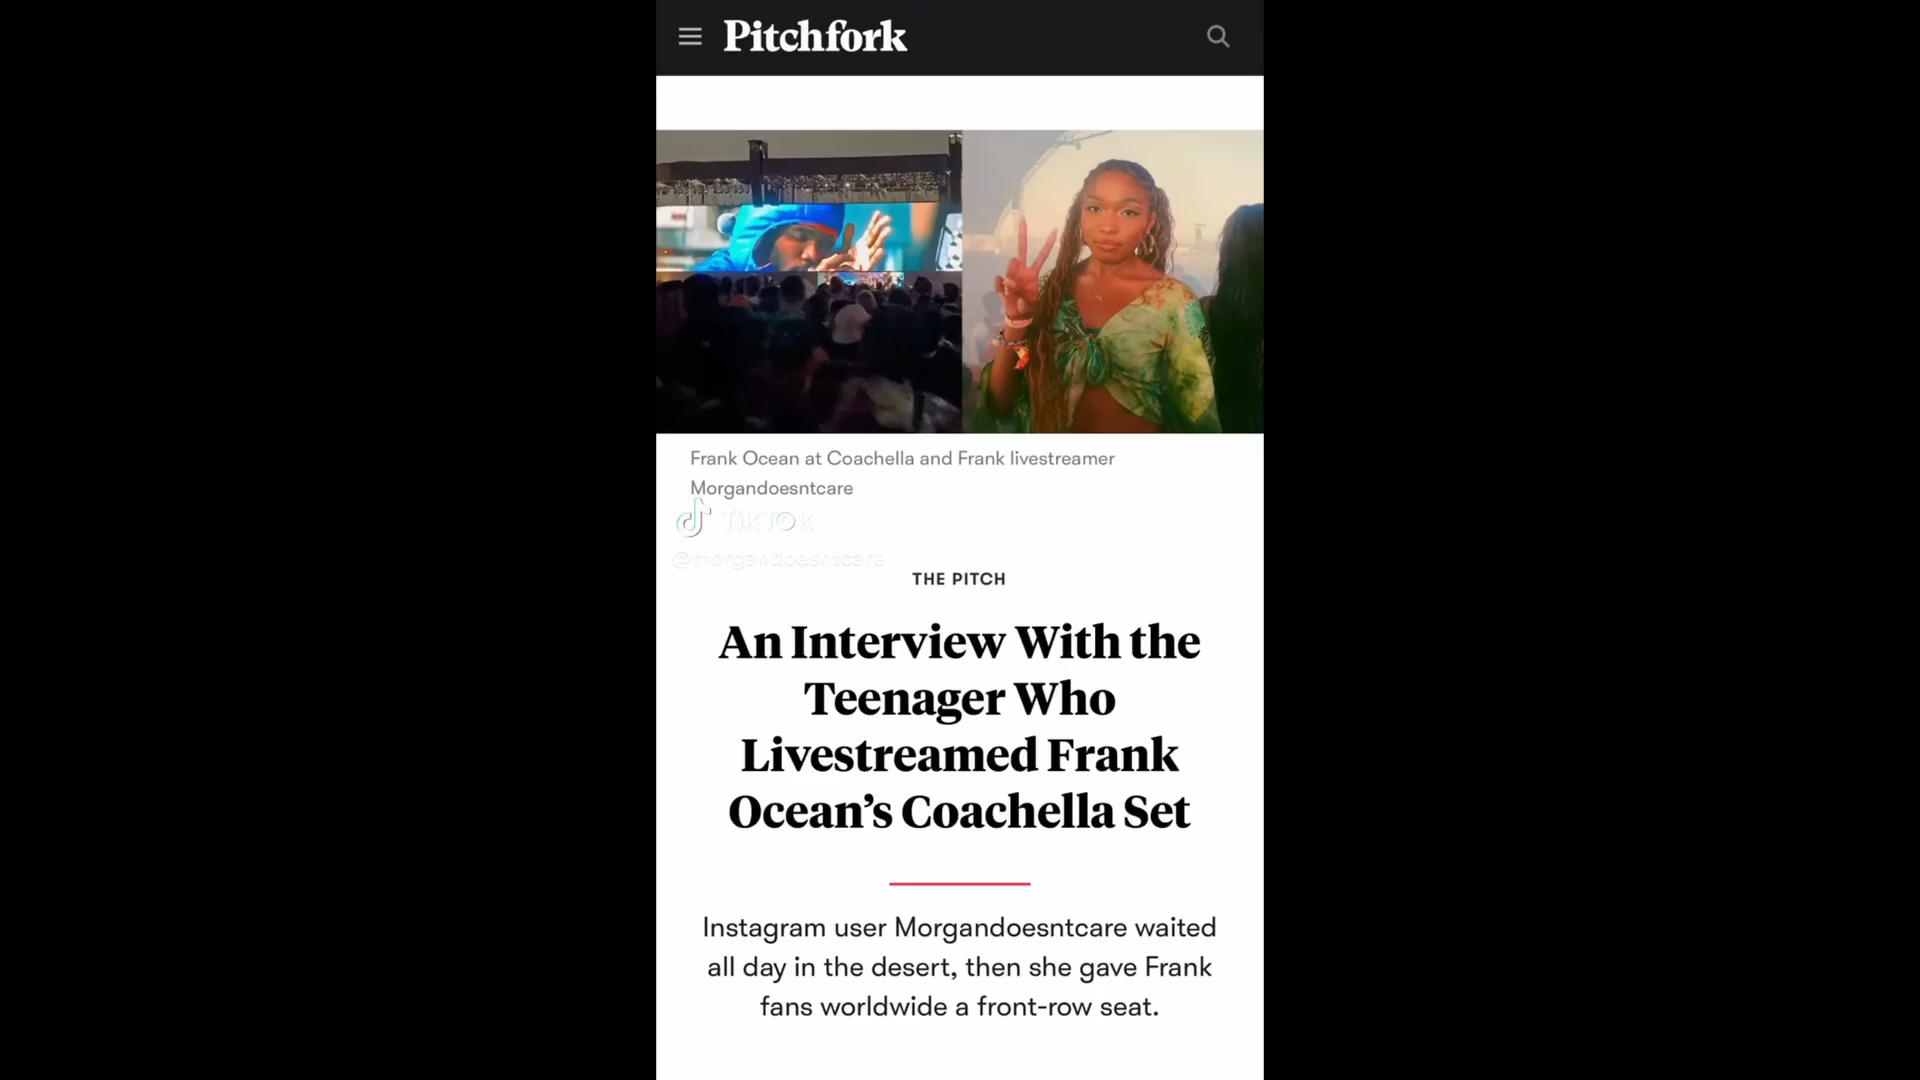 Pitchfork
Frank Ocean at Coachella and Frank livestreamer
Morgandoesntcare
TikTok
@morgandoesntcare
THE PITCH
An Interview With the
Teenager Who
Livestreamed Frank
Ocean’s Coachella Set
Instagram user Morgandoesntcare waited
all day in the desert, then she gave Frank
fans worldwide a front-row seat.